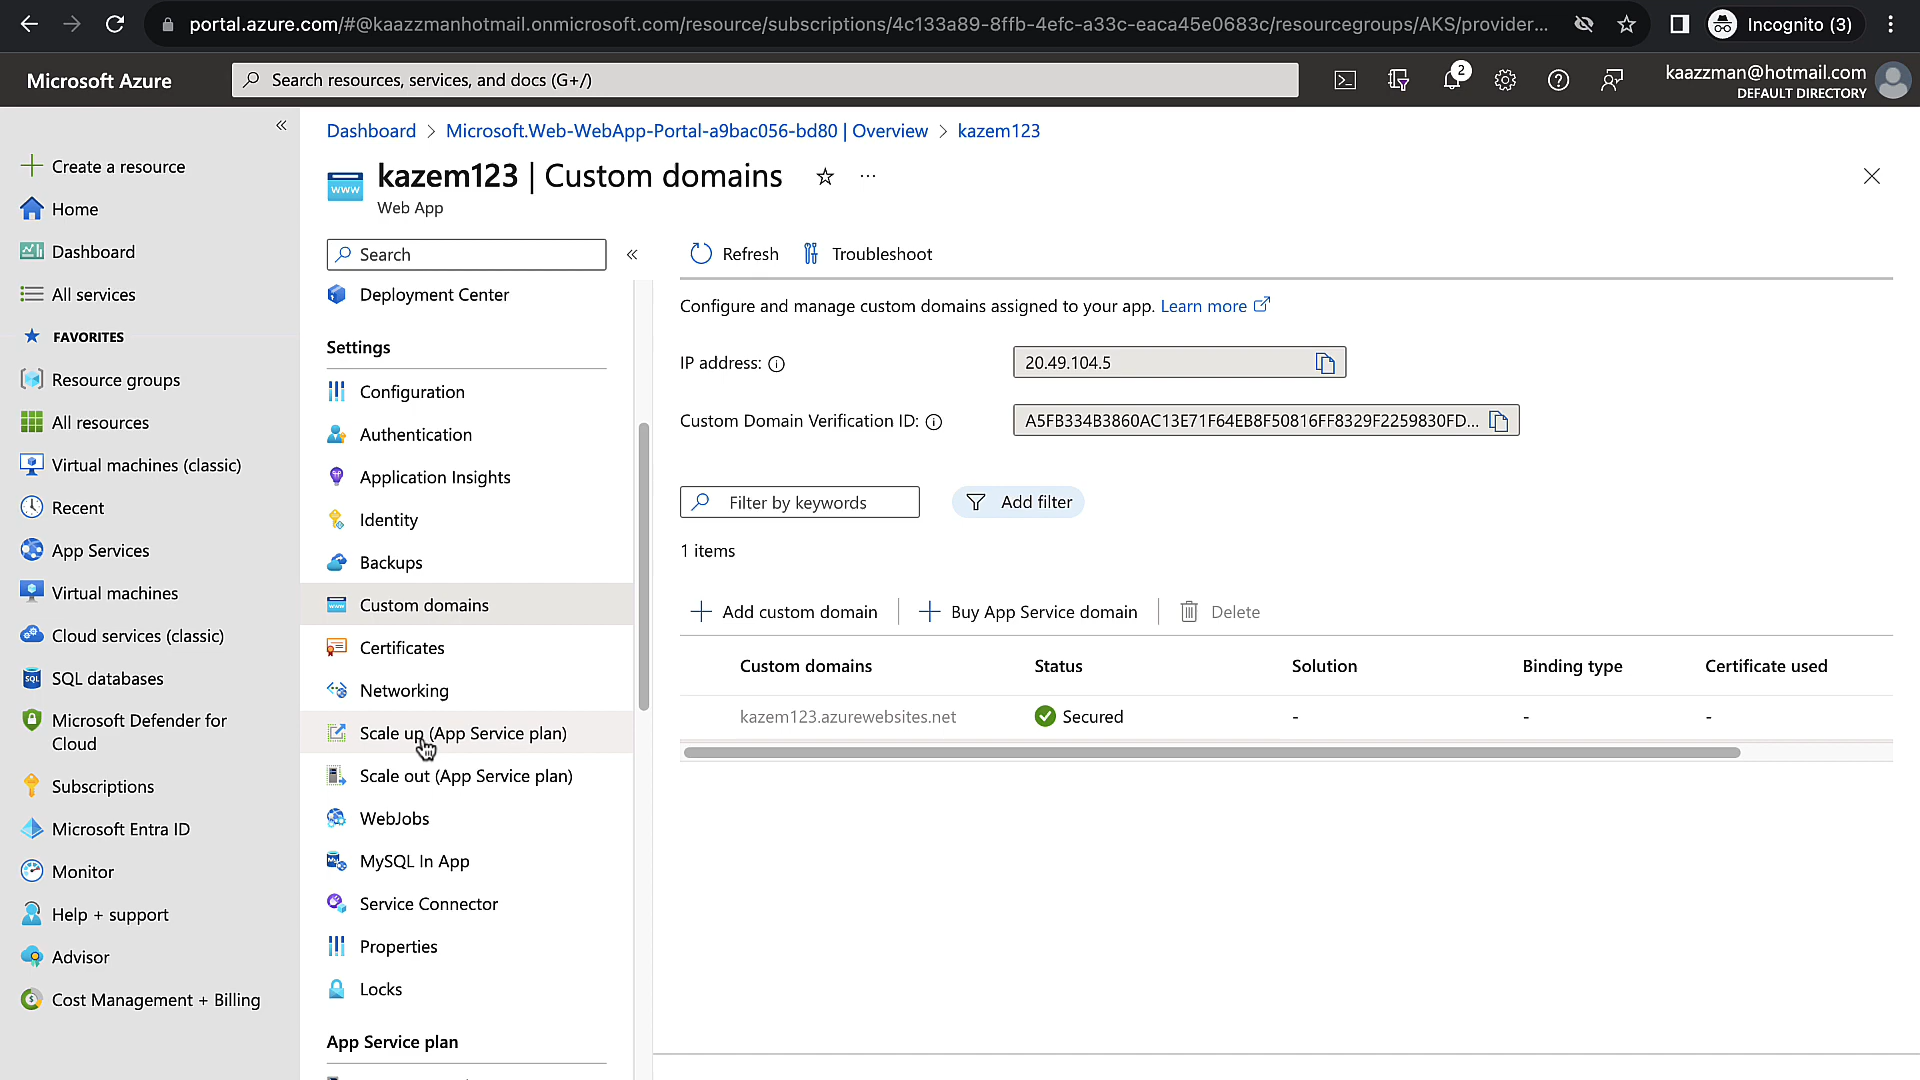 portal.azure.com/#@kaazzmanhotmail.onmicrosoft.com/resource/subscriptions/4c133a89-8ffb-4efc-a33c-eaca45e0683c/resourcegroups/AKS/provider...
Incognito (3)
Microsoft Azure
Search resources, services, and docs (G+/)
2
kaazzman@hotmail.com
DEFAULT DIRECTORY
Create a resource
Home
Dashboard
All services
FAVORITES
Resource groups
All resources
Virtual machines (classic)
Recent
App Services
Virtual machines
Cloud services (classic)
SQL databases
Microsoft Defender for
Cloud
Subscriptions
Microsoft Entra ID
Monitor
Help + support
Advisor
Cost Management + Billing
Dashboard > Microsoft.Web-WebApp-Portal-a9bac056-bd80 | Overview > kazem123
kazem123 | Custom domains
Web App
Search
Deployment Center
Settings
Configuration
Authentication
Application Insights
Identity
Backups
Custom domains
Certificates
Networking
Scale up (App Service plan)
Scale out (App Service plan)
WebJobs
MySQL In App
Service Connector
Properties
Locks
App Service plan
Refresh
Troubleshoot
Configure and manage custom domains assigned to your app. Learn more
IP address:
20.49.104.5
Custom Domain Verification ID:
A5FB334B3860AC13E71F64EB8F50816FF8329F2259830FD...
Filter by keywords
Add filter
1 items
Add custom domain
Buy App Service domain
Delete
Custom domains Status Solution Binding type Certificate used
kazem123.azurewebsites.net Secured - - -